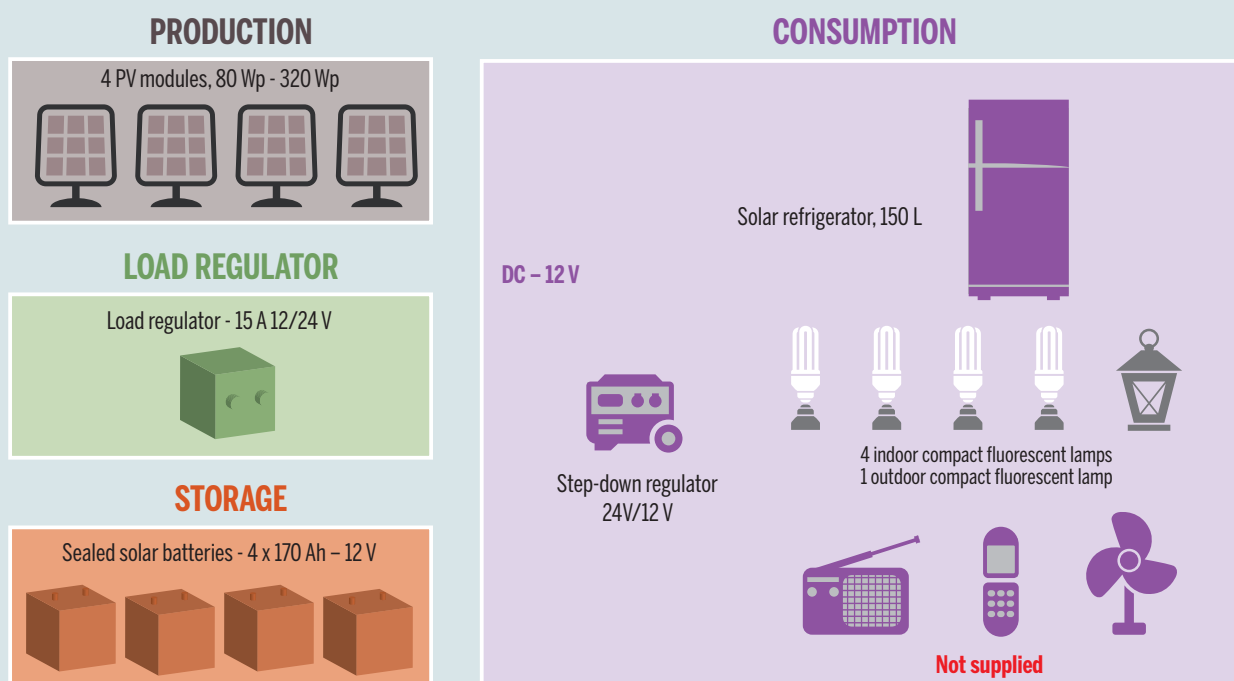 PRODUCTION
4 PV modules, 80 Wp - 320 Wp
LOAD REGULATOR
Load regulator - 15 A 12/24 V
STORAGE
Sealed solar batteries - 4 x 170 Ah – 12 V
CONSUMPTION
Solar refrigerator, 150 L
DC – 12 V
4 indoor compact fluorescent lamps
1 outdoor compact fluorescent lamp
Step-down regulator
24V/12 V
Not supplied